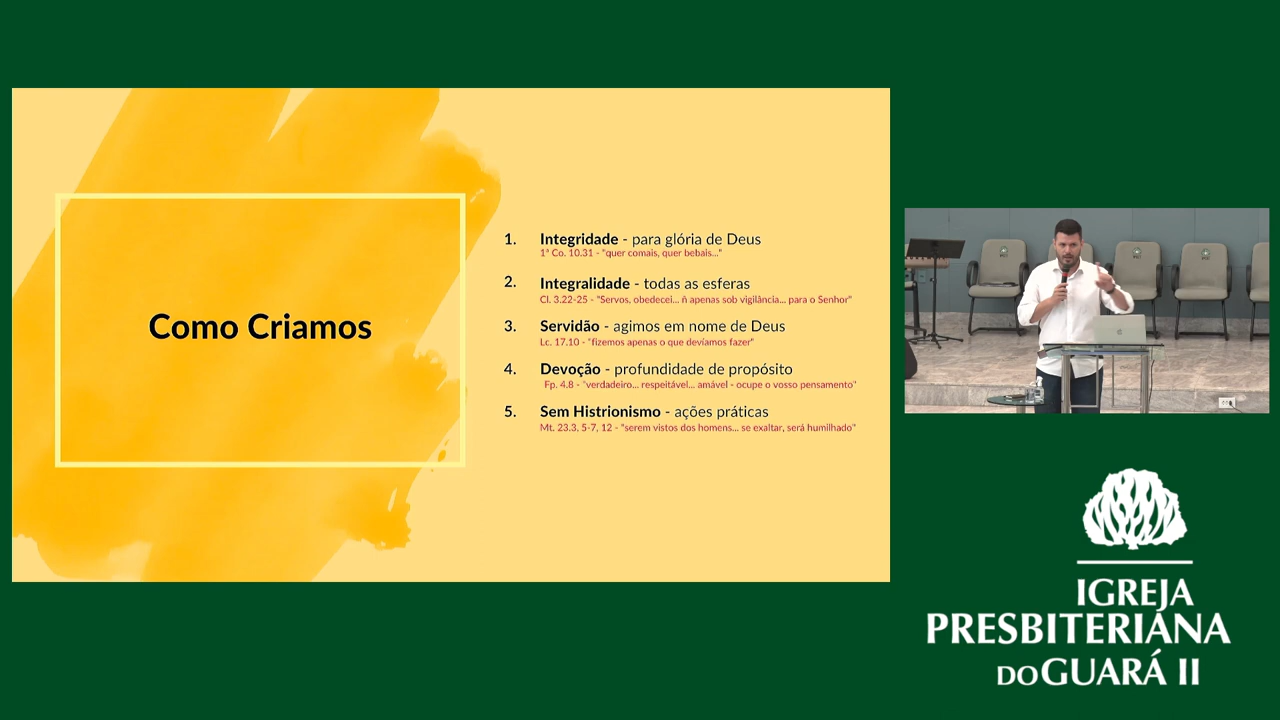 Como Criamos
1. Integridade - para glória de Deus
1ª Co. 10.31 - "quer comais, quer bebais..."
2. Integralidade - todas as esferas
Cl. 3.22-25 - "Servos, obedecei... ñ apenas sob vigilância... para o Senhor"
3. Servidão - agimos em nome de Deus
Lc. 17.10 - "fizemos apenas o que devíamos fazer"
4. Devoção - profundidade de propósito
Fp. 4.8 - "verdadeiro... respeitável... amável - ocupe o vosso pensamento"
5. Sem Histrionismo - ações práticas
Mt. 23.3, 5-7, 12 - "serem vistos dos homens... se exaltar, será humilhado"
IGREJA
PRESBITERIANA
DO GUARÁ II